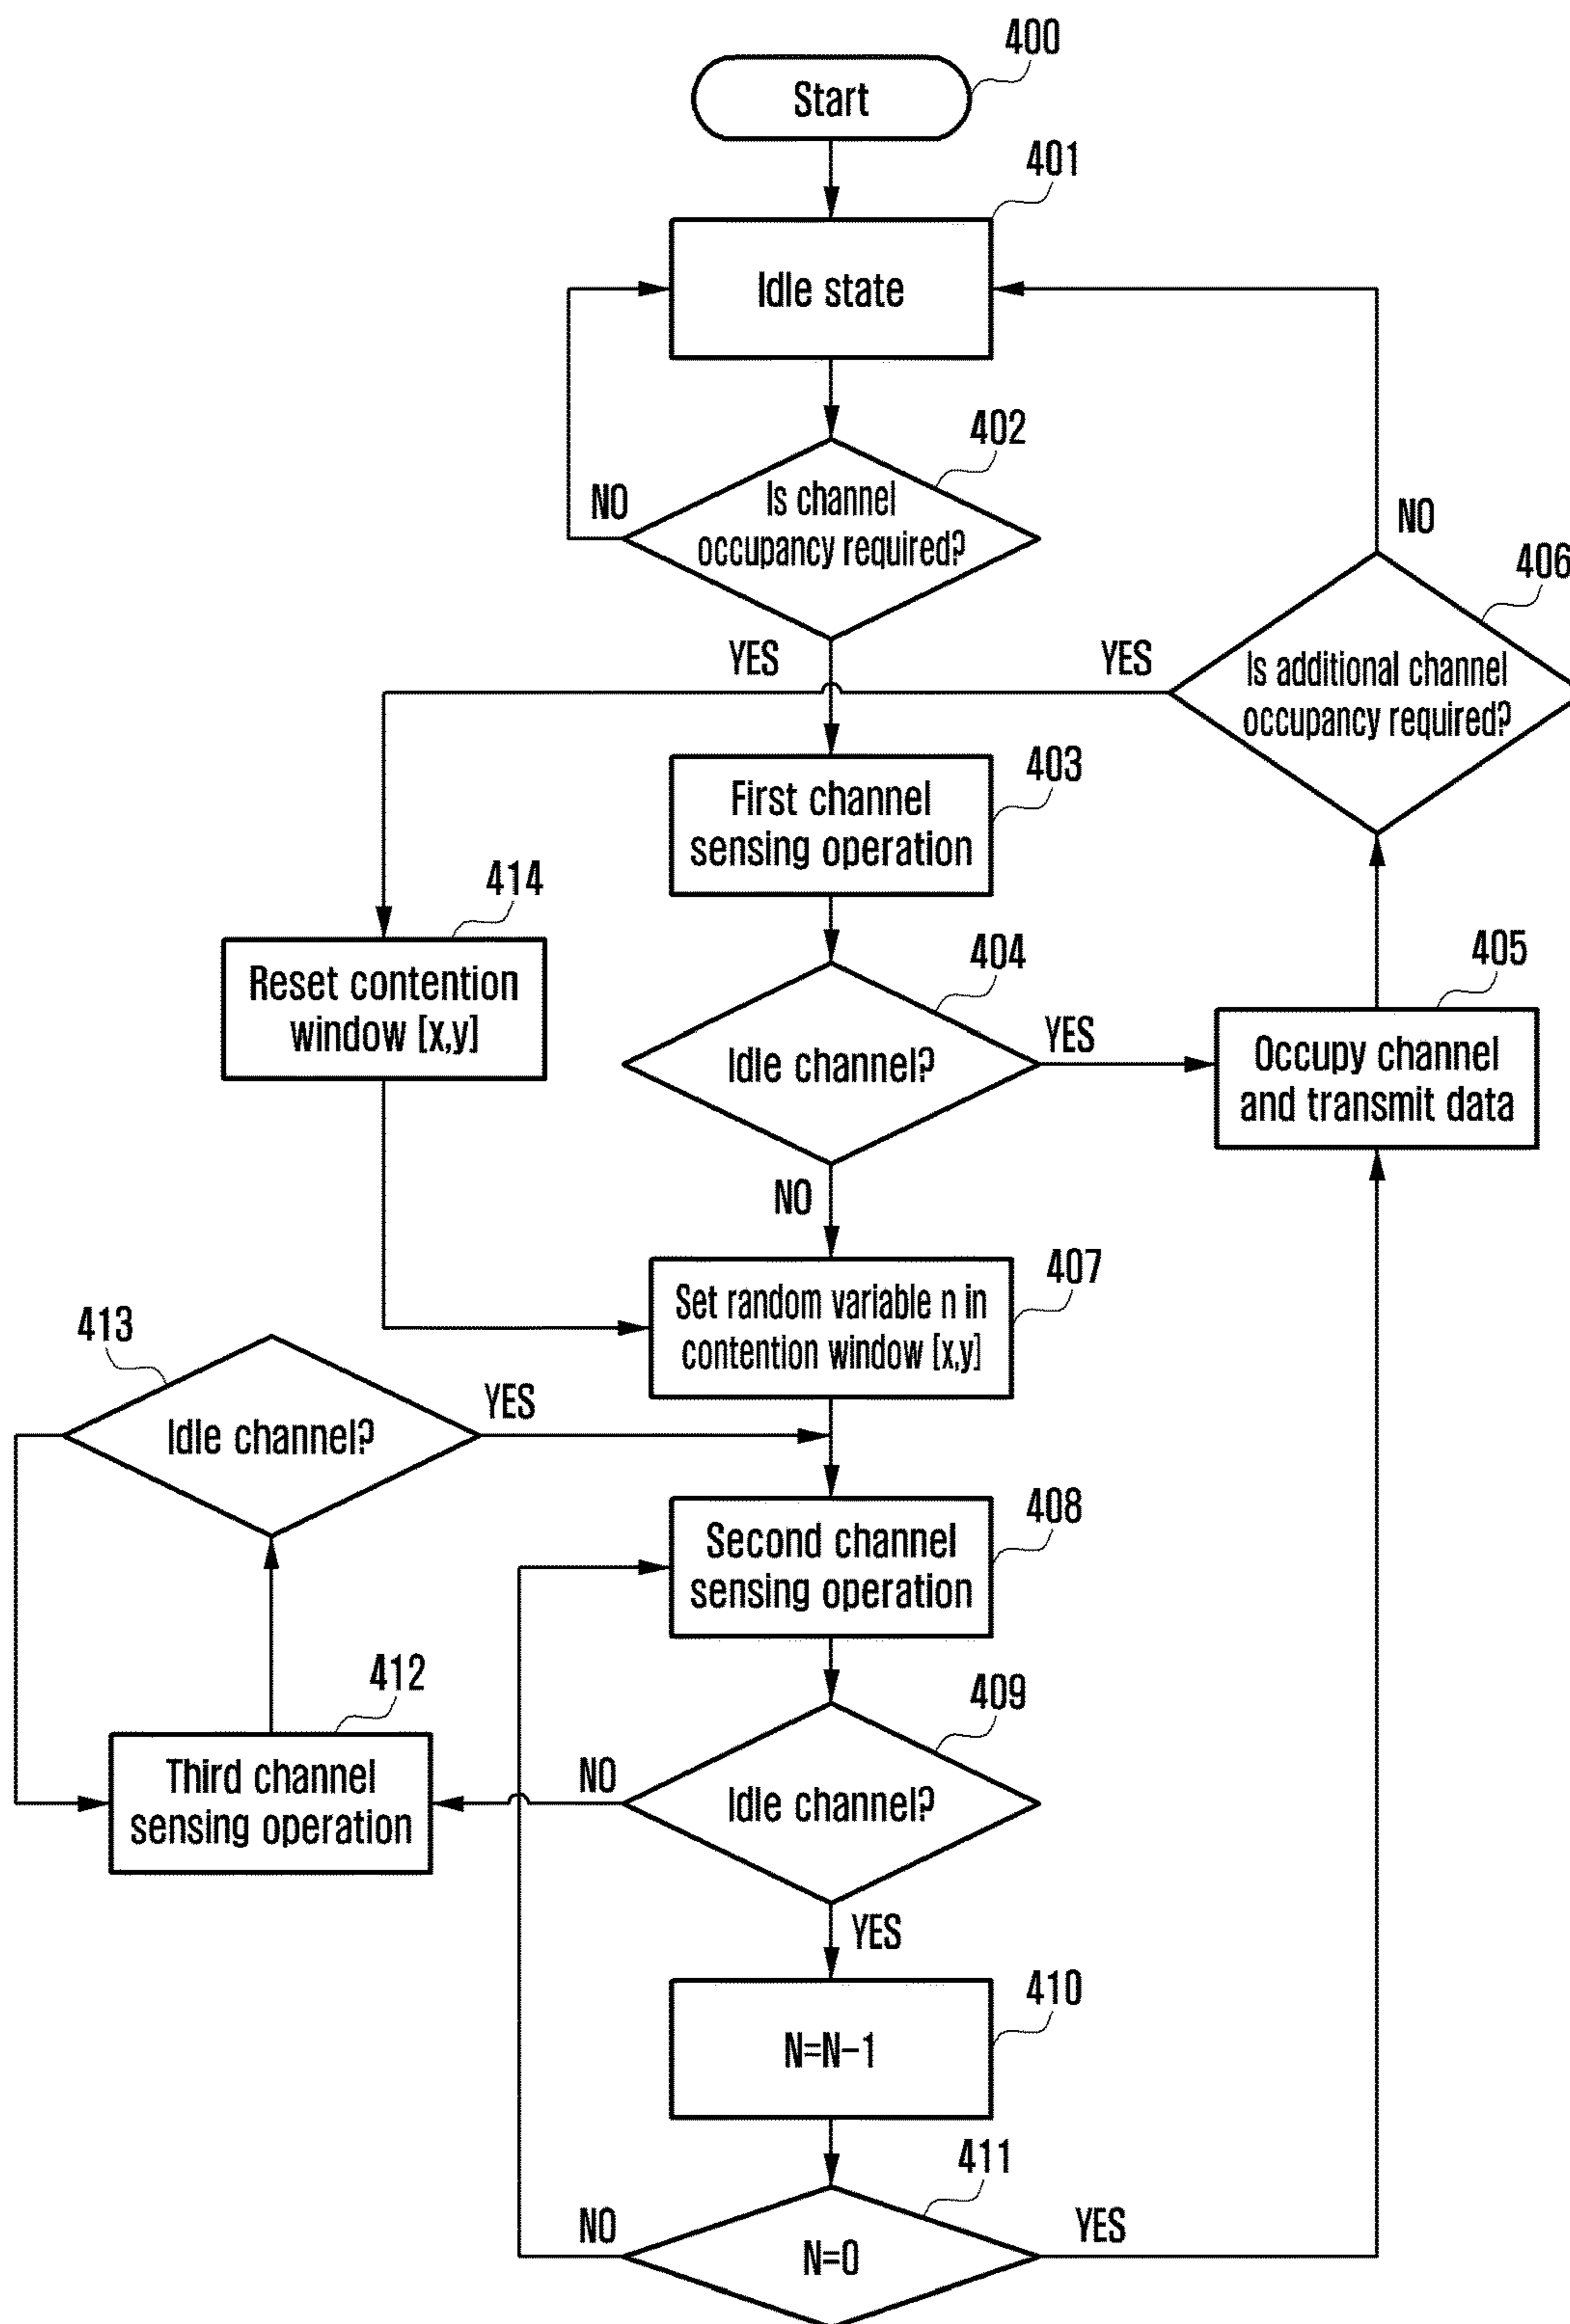 400
Start
401
Idle state
402
Is channel
occupancy required?
NO
YES
NO
406
Is additional channel
occupancy required?
YES
403
First channel
sensing operation
414
Reset contention
window [x,y]
404
Idle channel?
YES
NO
405
Occupy channel
and transmit data
407
Set random variable n in
contention window [x,y]
413
Idle channel?
YES
408
Second channel
sensing operation
412
Third channel
sensing operation
409
Idle channel?
NO
YES
410
N=N-1
411
N=0
NO
YES